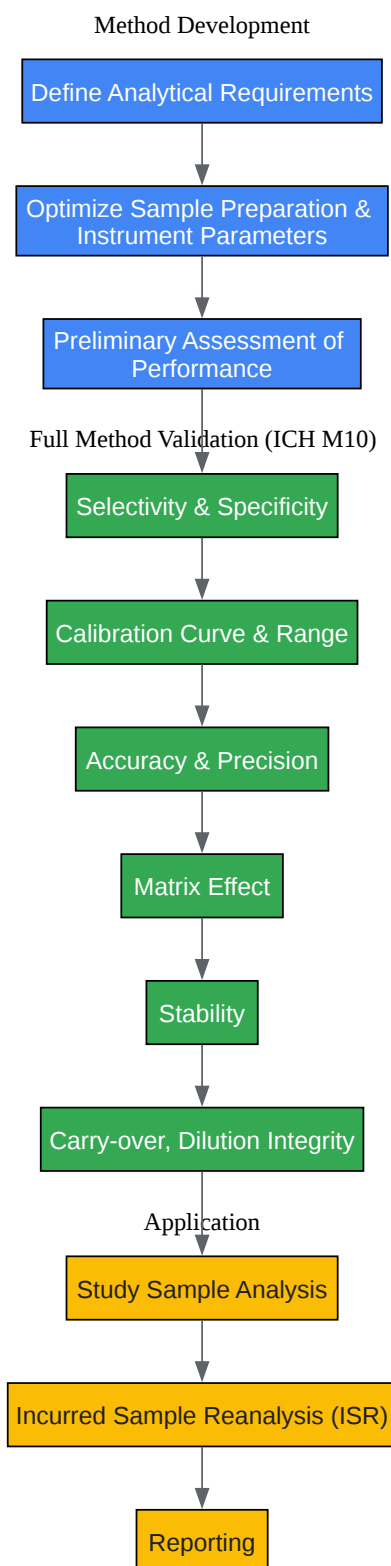 Method Development
Define Analytical Requirements
Optimize Sample Preparation &
Instrument Parameters
Preliminary Assessment of
Performance
Full Method Validation (ICH M10)
Selectivity & Specificity
Calibration Curve & Range
Accuracy & Precision
Matrix Effect
Stability
Carry-over, Dilution Integrity
Application
Study Sample Analysis
Incurred Sample Reanalysis (ISR)
Reporting